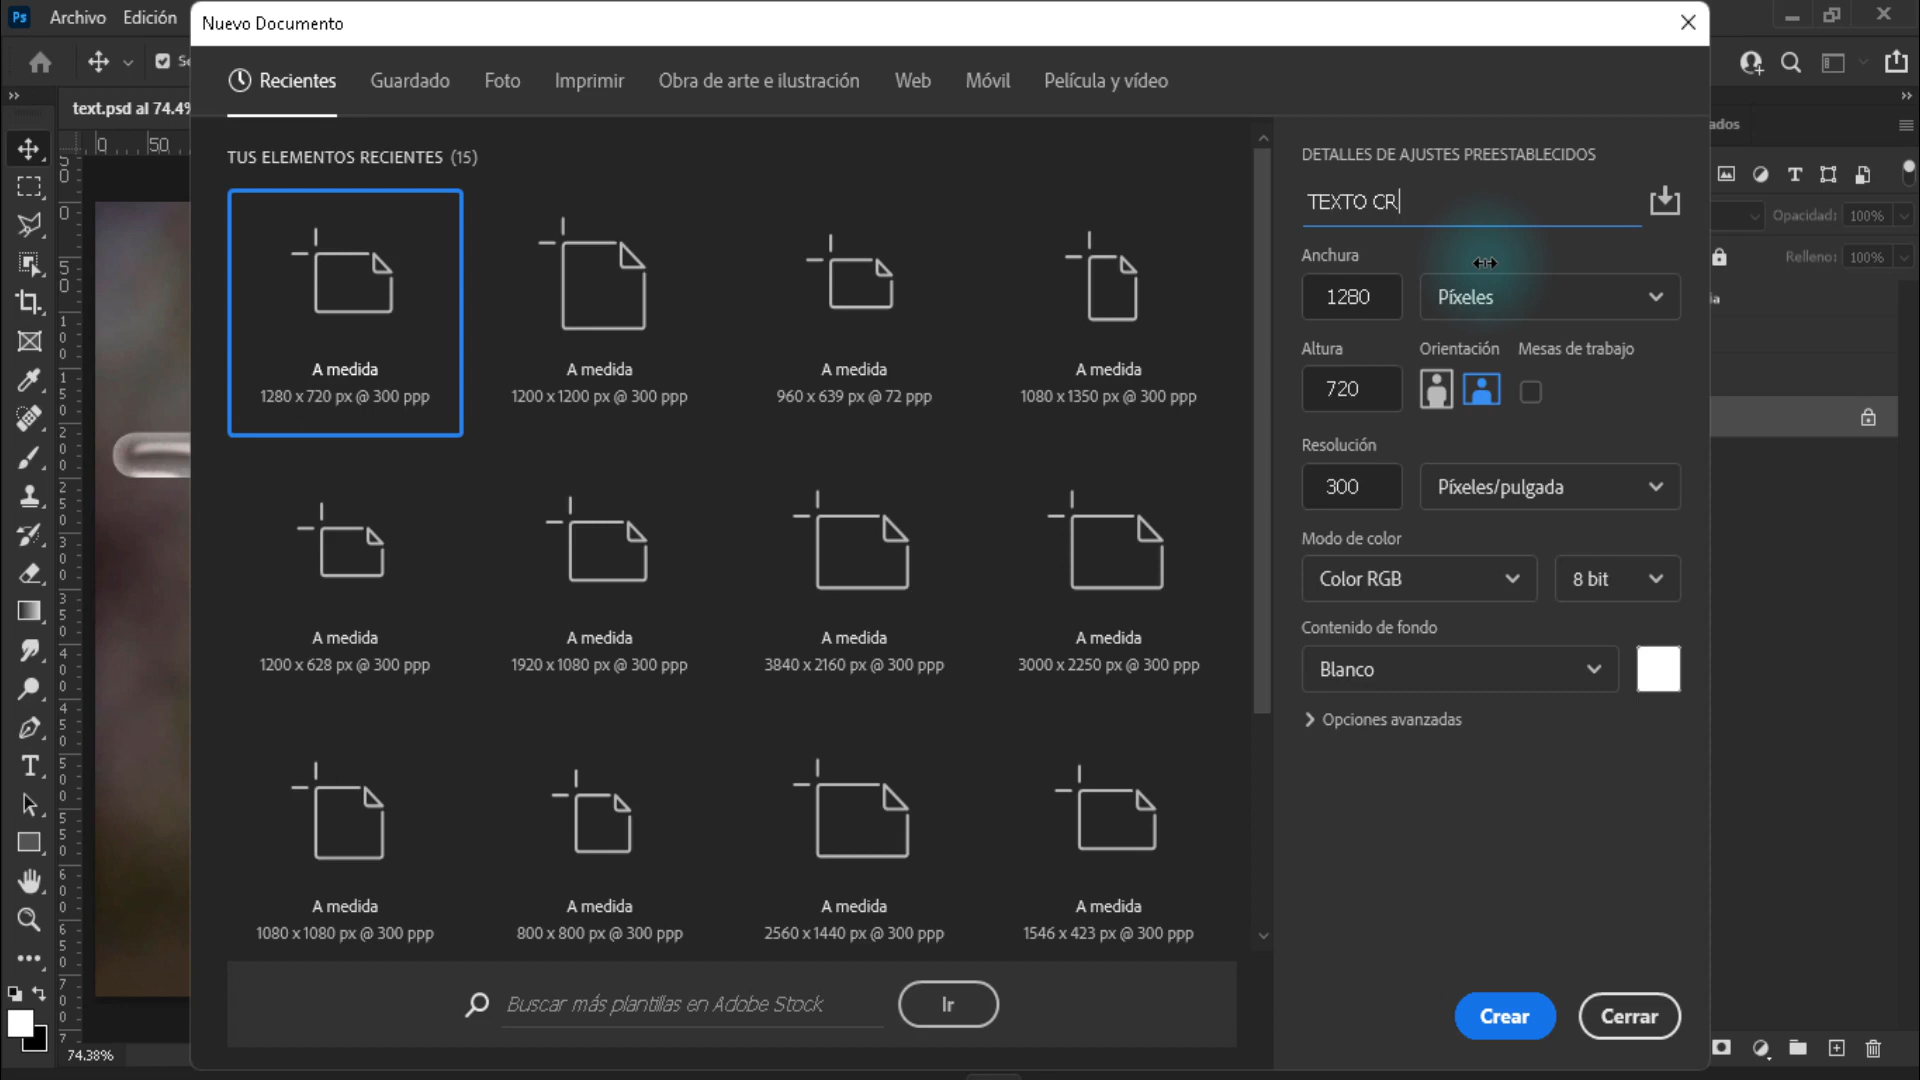 Ps Archivo Edición
Nuevo Documento
Recientes Guardado Foto Imprimir Obra de arte e ilustración Web Móvil Película y vídeo
text.psd al 74.4%
ados
TUS ELEMENTOS RECIENTES (15)
A medida
1280 x 720 px @ 300 ppp
A medida
1200 x 1200 px @ 300 ppp
A medida
960 x 639 px @ 72 ppp
A medida
1080 x 1350 px @ 300 ppp
A medida
1200 x 628 px @ 300 ppp
A medida
1920 x 1080 px @ 300 ppp
A medida
3840 x 2160 px @ 300 ppp
A medida
3000 x 2250 px @ 300 ppp
A medida
1080 x 1080 px @ 300 ppp
A medida
800 x 800 px @ 300 ppp
A medida
2560 x 1440 px @ 300 ppp
A medida
1546 x 423 px @ 300 ppp
Buscar más plantillas en Adobe Stock
Ir
DETALLES DE AJUSTES PREESTABLECIDOS
TEXTO CR
Anchura
1280 Píxeles
Altura Orientación Mesas de trabajo
720
Resolución
300 Píxeles/pulgada
Modo de color
Color RGB 8 bit
Contenido de fondo
Blanco
Opciones avanzadas
Crear Cerrar
Opacidad: 100%
Relleno: 100%
74.38%